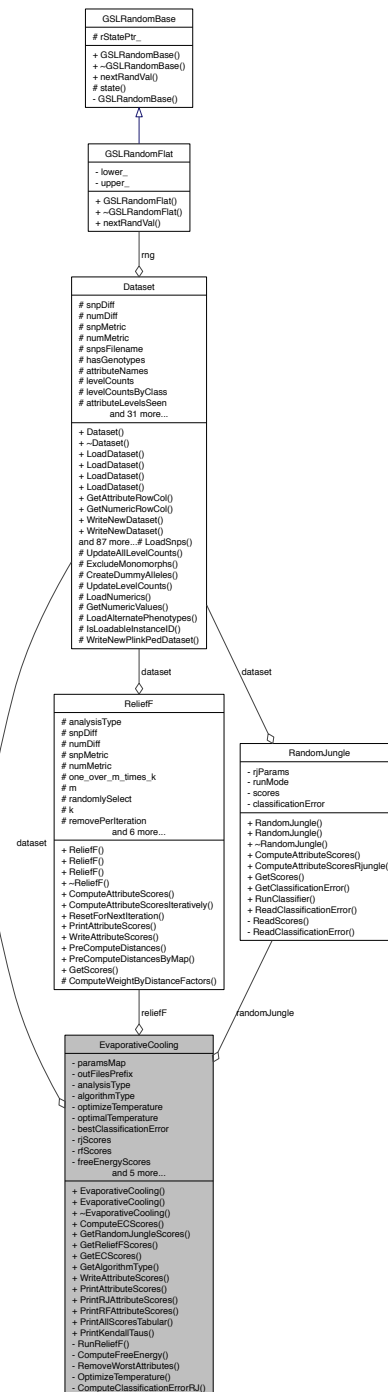 GSLRandomBase
# rStatePtr_
+ GSLRandomBase()
+ ~GSLRandomBase()
+ nextRandVal()
# state()
- GSLRandomBase()
GSLRandomFlat
- lower_
- upper_
+ GSLRandomFlat()
+ ~GSLRandomFlat()
+ nextRandVal()
rng
Dataset
# snpDiff
# numDiff
# snpMetric
# numMetric
# snpsFilename
# hasGenotypes
# attributeNames
# levelCounts
# levelCountsByClass
# attributeLevelsSeen
and 31 more...
+ Dataset()
+ ~Dataset()
+ LoadDataset()
+ LoadDataset()
+ LoadDataset()
+ LoadDataset()
+ GetAttributeRowCol()
+ GetNumericRowCol()
+ WriteNewDataset()
+ WriteNewDataset()
and 87 more...# LoadSnps()
# UpdateAllLevelCounts()
# ExcludeMonomorphs()
# CreateDummyAlleles()
# UpdateLevelCounts()
# LoadNumerics()
# GetNumericValues()
# LoadAlternatePhenotypes()
# IsLoadableInstanceID()
# WriteNewPlinkPedDataset()
dataset
dataset
ReliefF
# analysisType
# snpDiff
# numDiff
# snpMetric
# numMetric
# one_over_m_times_k
# m
# randomlySelect
# k
# removePerIteration
and 6 more...
+ ReliefF()
+ ReliefF()
+ ReliefF()
+ ~ReliefF()
+ ComputeAttributeScores()
+ ComputeAttributeScoresIteratively()
+ ResetForNextIteration()
+ PrintAttributeScores()
+ WriteAttributeScores()
+ PreComputeDistances()
+ PreComputeDistancesByMap()
+ GetScores()
# ComputeWeightByDistanceFactors()
RandomJungle
- rjParams
- runMode
- scores
- classificationError
+ RandomJungle()
+ RandomJungle()
+ ~RandomJungle()
+ ComputeAttributeScores()
+ ComputeAttributeScoresRjungle()
+ GetScores()
+ GetClassificationError()
+ RunClassifier()
+ ReadClassificationError()
- ReadScores()
- ReadClassificationError()
dataset
reliefF
randomJungle
EvaporativeCooling
- paramsMap
- outFilesPrefix
- analysisType
- algorithmType
- optimizeTemperature
- optimalTemperature
- bestClassificationError
- rjScores
- rfScores
- freeEnergyScores
and 5 more...
+ EvaporativeCooling()
+ EvaporativeCooling()
+ ~EvaporativeCooling()
+ ComputeECScores()
+ GetRandomJungleScores()
+ GetReliefFScores()
+ GetECScores()
+ GetAlgorithmType()
+ WriteAttributeScores()
+ PrintAttributeScores()
+ PrintRJAttributeScores()
+ PrintRFAttributeScores()
+ PrintAllScoresTabular()
+ PrintKendallTaus()
- RunReliefF()
- ComputeFreeEnergy()
- RemoveWorstAttributes()
- OptimizeTemperature()
- ComputeClassificationErrorRJ()